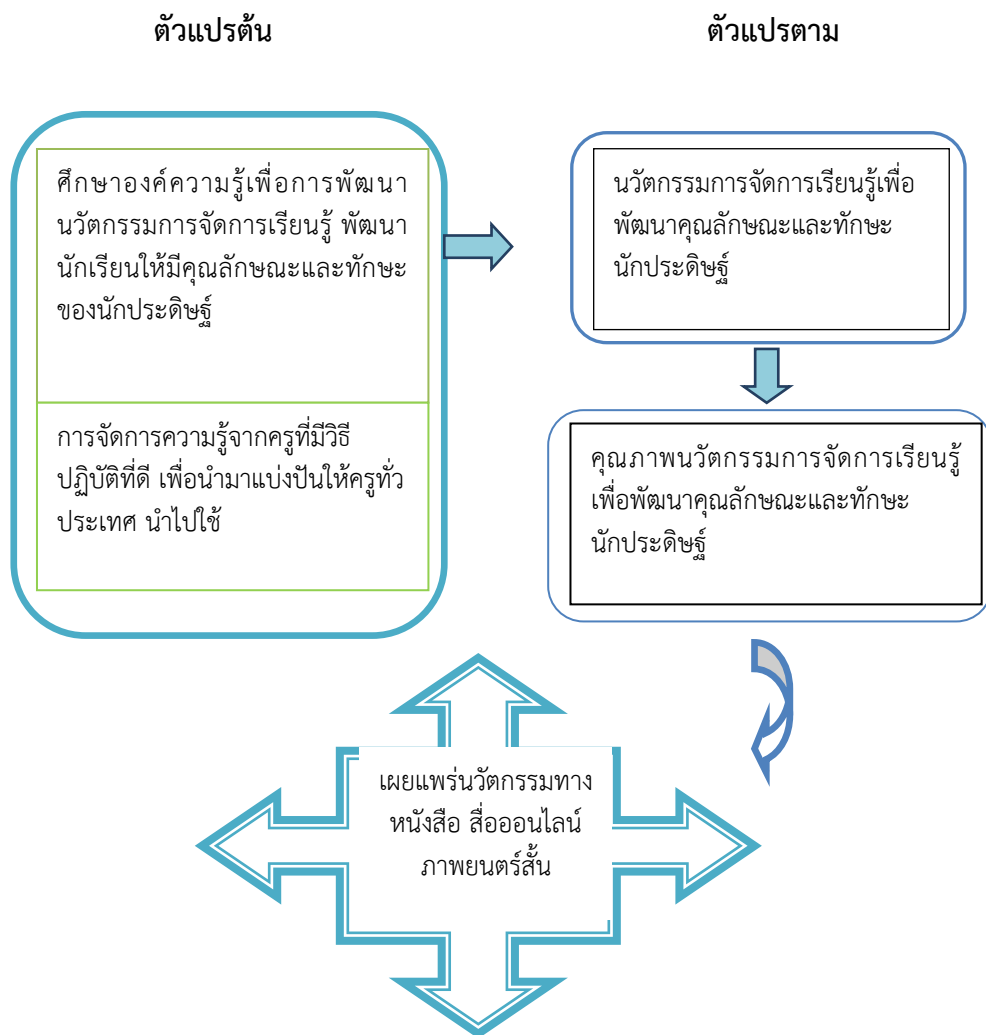 ตัวแปรต้น
ตัวแปรตาม
ศึกษาองค์ความรู้เพื่อการพัฒนา
นวัตกรรมการจัดการเรียนรู้ พัฒนา
นักเรียนให้มีคุณลักษณะและทักษะ
ของนักประดิษฐ์
การจัดการความรู้จากครูที่มีวิธี
ปฏิบัติที่ดี เพื่อนำมาแบ่งปันให้ครูทั่ว
ประเทศ นำไปใช้
นวัตกรรมการจัดการเรียนรู้เพื่อ
พัฒนาคุณลักษณะและทักษะ
นักประดิษฐ์
คุณภาพนวัตกรรมการจัดการเรียนรู้
เพื่อพัฒนาคุณลักษณะและทักษะ
นักประดิษฐ์
เผยแพร่นวัตกรรมทาง
หนังสือ สื่อออนไลน์
ภาพยนตร์สั้น